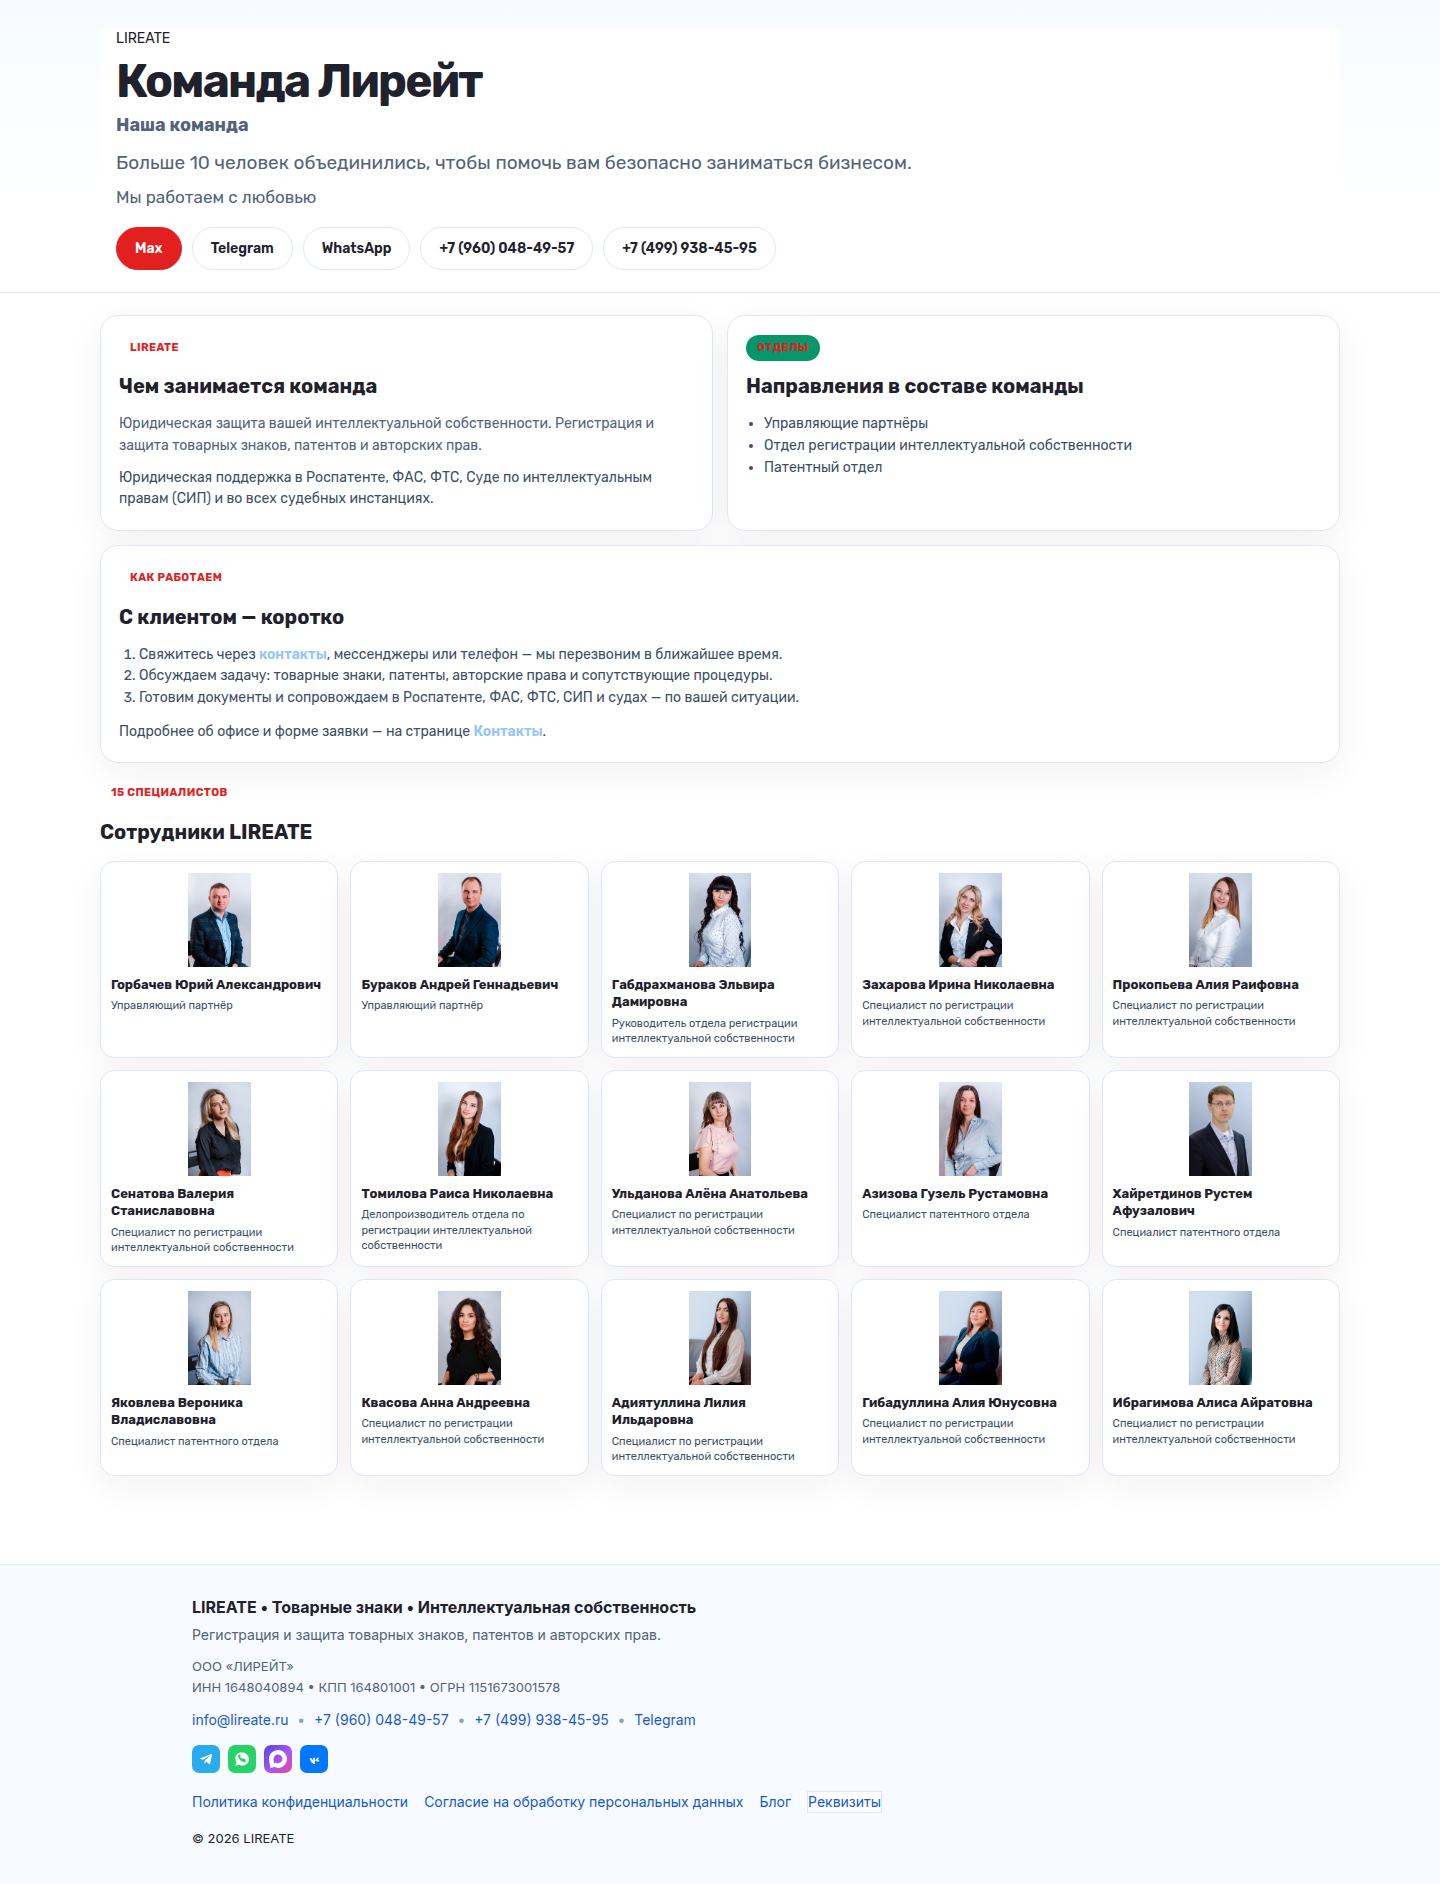 LIREATE
Команда Лирейт
Наша команда
Больше 10 человек объединились, чтобы помочь вам безопасно заниматься бизнесом.
Мы работаем с любовью
Max
Telegram
WhatsApp
+7 (960) 048-49-57
+7 (499) 938-45-95
LIREATE
Чем занимается команда
Юридическая защита вашей интеллектуальной собственности. Регистрация и
защита товарных знаков, патентов и авторских прав.
Юридическая поддержка в Роспатенте, ФАС, ФТС, Суде по интеллектуальным
правам (СИП) и во всех судебных инстанциях.
ОТДЕЛЫ
Направления в составе команды
• Управляющие партнёры
• Отдел регистрации интеллектуальной собственности
• Патентный отдел
КАК РАБОТАЕМ
С клиентом — коротко
1. Свяжитесь через контакты, мессенджеры или телефон — мы перезвоним в ближайшее время.
2. Обсуждаем задачу: товарные знаки, патенты, авторские права и сопутствующие процедуры.
3. Готовим документы и сопровождаем в Роспатенте, ФАС, ФТС, СИП и судах — по вашей ситуации.
Подробнее об офисе и форме заявки — на странице Контакты.
15 СПЕЦИАЛИСТОВ
Сотрудники LIREATE
Горбачев Юрий Александрович
Управляющий партнёр
Бураков Андрей Геннадьевич
Управляющий партнёр
Габдрахманова Эльвира
Дамировна
Руководитель отдела регистрации
интеллектуальной собственности
Захарова Ирина Николаевна
Специалист по регистрации
интеллектуальной собственности
Прокопьева Алия Раифовна
Специалист по регистрации
интеллектуальной собственности
Сенатова Валерия
Станиславовна
Специалист по регистрации
интеллектуальной собственности
Томилова Раиса Николаевна
Делопроизводитель отдела по
регистрации интеллектуальной
собственности
Ульданова Алёна Анатольева
Специалист по регистрации
интеллектуальной собственности
Азизова Гузель Рустамовна
Специалист патентного отдела
Хайретдинов Рустем
Афузалович
Специалист патентного отдела
Яковлева Вероника
Владиславовна
Специалист патентного отдела
Квасова Анна Андреевна
Специалист по регистрации
интеллектуальной собственности
Адиятуллина Лилия
Ильдаровна
Специалист по регистрации
интеллектуальной собственности
Гибадуллина Алия Юнусовна
Специалист по регистрации
интеллектуальной собственности
Ибрагимова Алиса Айратовна
Специалист по регистрации
интеллектуальной собственности
LIREATE • Товарные знаки • Интеллектуальная собственность
Регистрация и защита товарных знаков, патентов и авторских прав.
ООО «ЛИРЕЙТ»
ИНН 1648040894 • КПП 164801001 • ОГРН 1151673001578
info@lireate.ru • +7 (960) 048-49-57 • +7 (499) 938-45-95 • Telegram
Политика конфиденциальности Согласие на обработку персональных данных Блог Реквизиты
© 2026 LIREATE